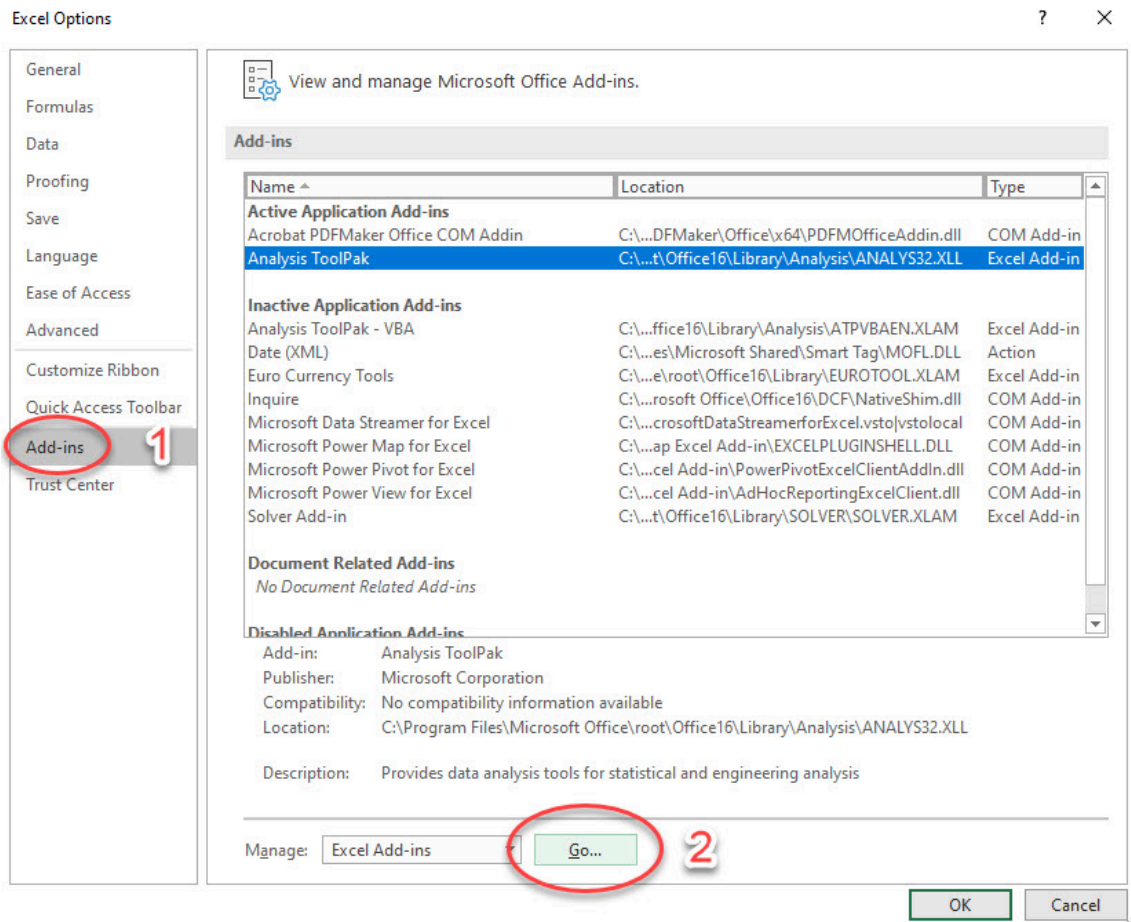 Excel Options ? ×
General
Formulas
Data
Proofing
Save
Language
Ease of Access
Advanced
Customize Ribbon
Quick Access Toolbar
Add-ins 1
Trust Center
View and manage Microsoft Office Add-ins.
Add-ins
Name Location Type
Active Application Add-ins
Acrobat PDFMaker Office COM Addin C:\...DFMaker\Office\x64\PDFMOfficeAddin.dll COM Add-in
Analysis ToolPak C:\...t\Office16\Library\Analysis\ANALYS32.XLL Excel Add-in
Inactive Application Add-ins
Analysis ToolPak - VBA C:\...ffice16\Library\Analysis\ATPVBAEN.XLAM Excel Add-in
Date (XML) C:\...es\Microsoft Shared\Smart Tag\MOFL.DLL Action
Euro Currency Tools C:\...e\root\Office16\Library\EUROTOOL.XLAM Excel Add-in
Inquire C:\...rosoft Office\Office16\DCF\NativeShim.dll COM Add-in
Microsoft Data Streamer for Excel C:\...crosoftDataStreamerforExcel.vsto|vstolocal COM Add-in
Microsoft Power Map for Excel C:\...ap Excel Add-in\EXCELPLUGINSHELL.DLL COM Add-in
Microsoft Power Pivot for Excel C:\...cel Add-in\PowerPivotExcelClientAddIn.dll COM Add-in
Microsoft Power View for Excel C:\...cel Add-in\AdHocReportingExcelClient.dll COM Add-in
Solver Add-in C:\...t\Office16\Library\SOLVER\SOLVER.XLAM Excel Add-in
Document Related Add-ins
No Document Related Add-ins
Disabled Application Add-ins
Add-in: Analysis ToolPak
Publisher: Microsoft Corporation
Compatibility: No compatibility information available
Location: C:\Program Files\Microsoft Office\root\Office16\Library\Analysis\ANALYS32.XLL
Description: Provides data analysis tools for statistical and engineering analysis
Manage: Excel Add-ins Go... 2
OK Cancel